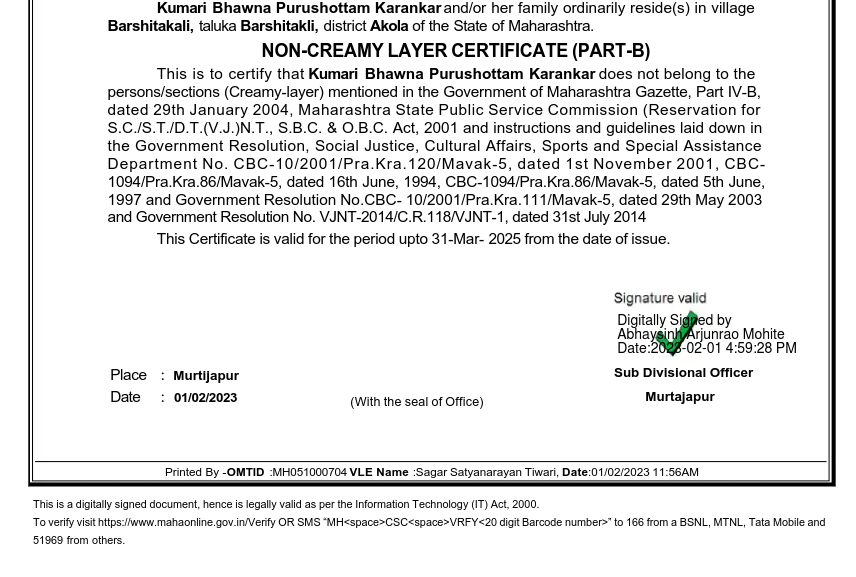 Kumari Bhawna Purushottam Karankar and/or her family ordinarily reside(s) in village
Barshitakali, taluka Barshitakli, district Akola of the State of Maharashtra.
NON-CREAMY LAYER CERTIFICATE (PART-B)
This is to certify that Kumari Bhawna Purushottam Karankar does not belong to the
persons/sections (Creamy-layer) mentioned in the Government of Maharashtra Gazette, Part IV-B,
dated 29th January 2004, Maharashtra State Public Service Commission (Reservation for
S.C./S.T./D.T.(V.J.)N.T., S.B.C. & O.B.C. Act, 2001 and instructions and guidelines laid down in
the Government Resolution, Social Justice, Cultural Affairs, Sports and Special Assistance
Department No. CBC-10/2001/Pra.Kra.120/Mavak-5, dated 1st November 2001, CBC-
1094/Pra.Kra.86/Mavak-5, dated 16th June, 1994, CBC-1094/Pra.Kra.86/Mavak-5, dated 5th June,
1997 and Government Resolution No.CBC- 10/2001/Pra.Kra.111/Mavak-5, dated 29th May 2003
and Government Resolution No. VJNT-2014/C.R.118/VJNT-1, dated 31st July 2014
This Certificate is valid for the period upto 31-Mar- 2025 from the date of issue.
Signature valid
Digitally Signed by
Abhaysinh Arjunrao Mohite
Date:2023-02-01 4:59:28 PM
Place : Murtijapur
Sub Divisional Officer
Date : 01/02/2023
(With the seal of Office)
Murtajapur
Printed By -OMTID :MH051000704 VLE Name :Sagar Satyanarayan Tiwari, Date:01/02/2023 11:56AM
This is a digitally signed document, hence is legally valid as per the Information Technology (IT) Act, 2000.
To verify visit https://www.mahaonline.gov.in/Verify OR SMS “MH<space>CSC<space>VRFY<20 digit Barcode number>” to 166 from a BSNL, MTNL, Tata Mobile and
51969 from others.